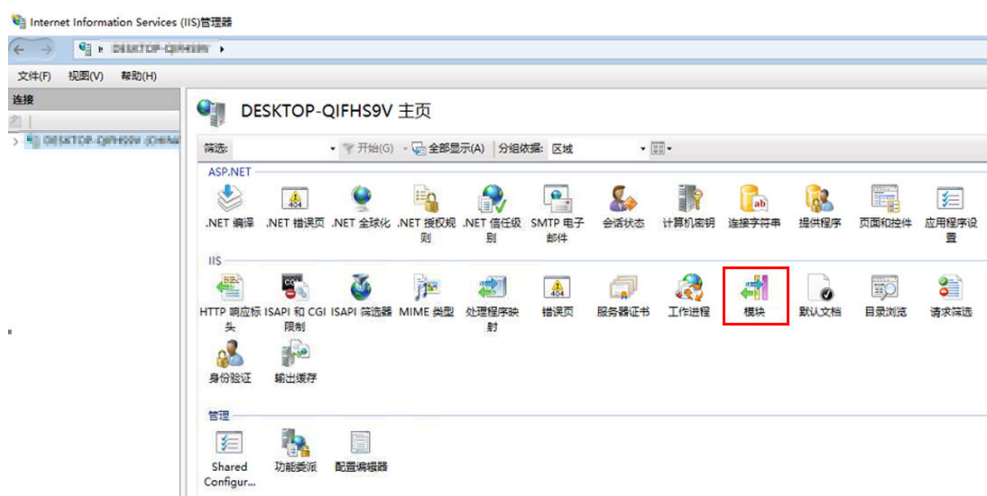 Internet Information Services (IIS)管理器
文件(F) 视图(V) 帮助(H)
连接
DESKTOP-QIFHS9V 主页
筛选: 开始(G) 全部显示(A) 分组依据: 区域
ASP.NET
.NET 编译 .NET 错误页 .NET 全球化 .NET 授权规则 .NET 信任级别 SMTP 电子邮件 会话状态 计算机密钥 连接字符串 提供程序 页面和控件 应用程序设置
IIS
HTTP 响应标头 ISAPI 和 CGI 限制 ISAPI 筛选器 MIME 类型 处理程序映射 错误页 服务器证书 工作进程 模块 默认文档 目录浏览 请求筛选
身份验证 输出缓存
管理
Shared Configur... 功能委派 配置编辑器